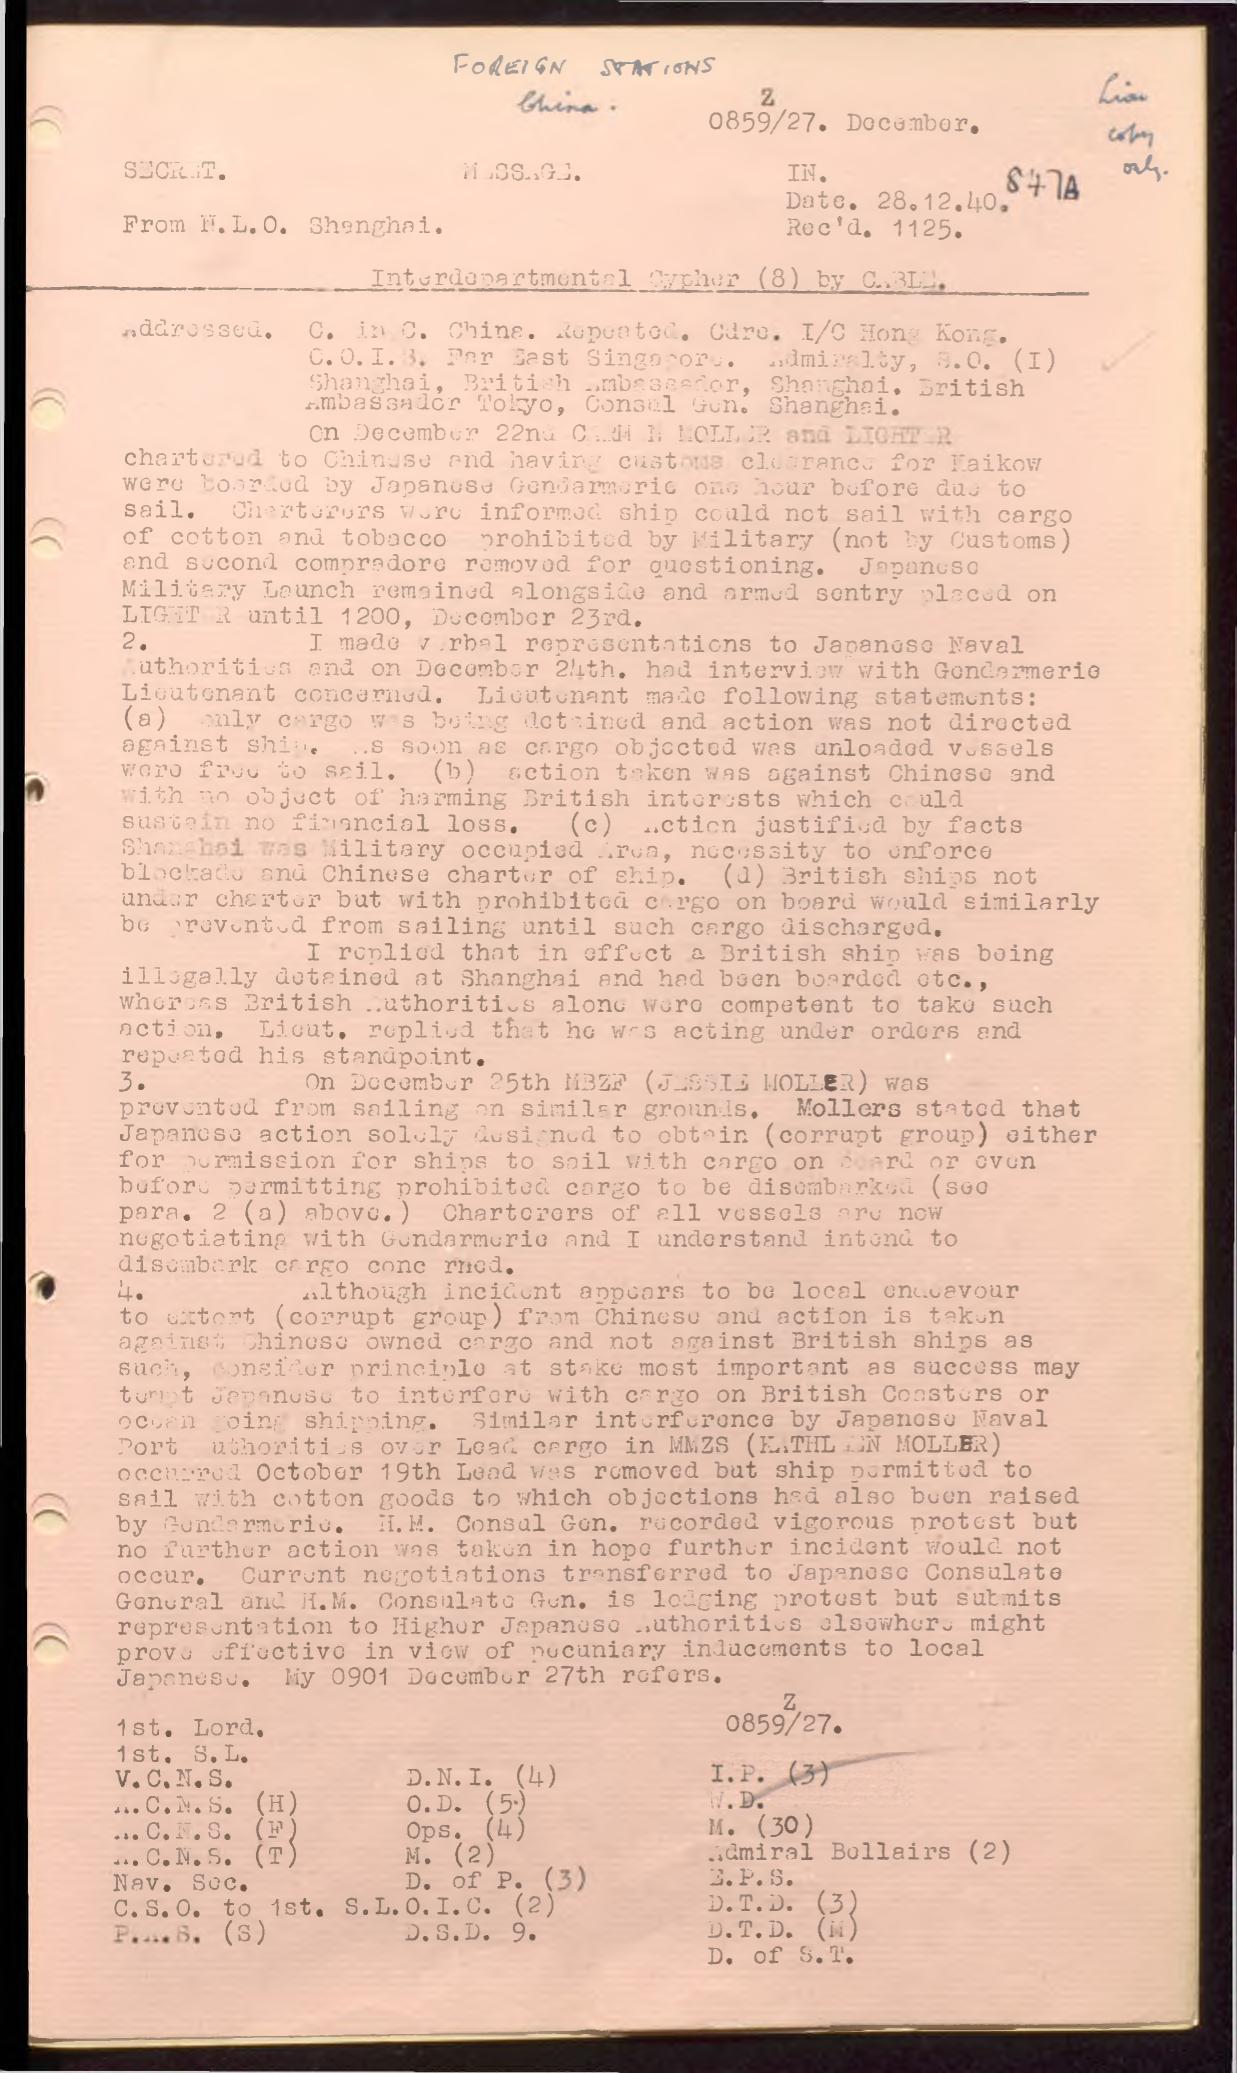 FOREIGN STATIONS
China.
Z
0859/27. December.
copy
only.
SECRET. MESSAGE. IN.
847A
Date. 28.12.40.
From N.L.O. Shanghai. Rec'd. 1125.
Interdepartmental Cypher (8) by CABLE.
Addressed. C. in C. China. Repeated. Cdre. I/C Hong Kong.
C.O.I.S. Far East Singapore. Admiralty, S.O. (I)
Shanghai, British Ambassador, Shanghai. British
Ambassador Tokyo, Consul Gen. Shanghai.
On December 22nd CARMEN MOLLER and LIGHTER
chartered to Chinese and having customs clearance for Haikow
were boarded by Japanese Gendarmerie one hour before due to
sail. Charterers were informed ship could not sail with cargo
of cotton and tobacco prohibited by Military (not by Customs)
and second compradore removed for questioning. Japanese
Military Launch remained alongside and armed sentry placed on
LIGHTER until 1200, December 23rd.
2. I made verbal representations to Japanese Naval
Authorities and on December 24th. had interview with Gendarmerie
Lieutenant concerned. Lieutenant made following statements:
(a) only cargo was being detained and action was not directed
against ship. As soon as cargo objected was unloaded vessels
were free to sail. (b) action taken was against Chinese and
with no object of harming British interests which could
sustain no financial loss. (c) Action justified by facts
Shanghai was Military occupied Area, necessity to enforce
blockade and Chinese charter of ship. (d) British ships not
under charter but with prohibited cargo on board would similarly
be prevented from sailing until such cargo discharged.
I replied that in effect a British ship was being
illegally detained at Shanghai and had been boarded etc.,
whereas British Authorities alone were competent to take such
action. Lieut. replied that he was acting under orders and
repeated his standpoint.
3. On December 25th MBZF (JESSIE MOLLER) was
prevented from sailing on similar grounds. Mollers stated that
Japanese action solely designed to obtain (corrupt group) either
for permission for ships to sail with cargo on board or even
before permitting prohibited cargo to be disembarked (see
para. 2 (a) above.) Charterers of all vessels are now
negotiating with Gendarmerie and I understand intend to
disembark cargo concerned.
4. Although incident appears to be local endeavour
to extort (corrupt group) from Chinese and action is taken
against Chinese owned cargo and not against British ships as
such, consider principle at stake most important as success may
tempt Japanese to interfere with cargo on British Coasters or
ocean going shipping. Similar interference by Japanese Naval
Port Authorities over Lead cargo in MMZS (KATHLEEN MOLLER)
occurred October 19th Lead was removed but ship permitted to
sail with cotton goods to which objections had also been raised
by Gendarmerie. H.M. Consul Gen. recorded vigorous protest but
no further action was taken in hope further incident would not
occur. Current negotiations transferred to Japanese Consulate
General and H.M. Consulate Gen. is lodging protest but submits
representation to Higher Japanese Authorities elsewhere might
prove effective in view of pecuniary inducements to local
Japanese. My 0901 December 27th refers.
Z
1st. Lord. 0859/27.
1st. S.L.
V.C.N.S. D.N.I. (4) I.P. (3)
A.C.N.S. (H) O.D. (5) W.D.
A.C.N.S. (F) Ops. (4) M. (30)
A.C.N.S. (T) M. (2) Admiral Bellairs (2)
Nav. Sec. D. of P. (3) E.P.S.
C.S.O. to 1st. S.L. O.I.C. (2) D.T.D. (3)
P.A.S. (S) D.S.D. 9. D.T.D. (M)
D. of S.T.